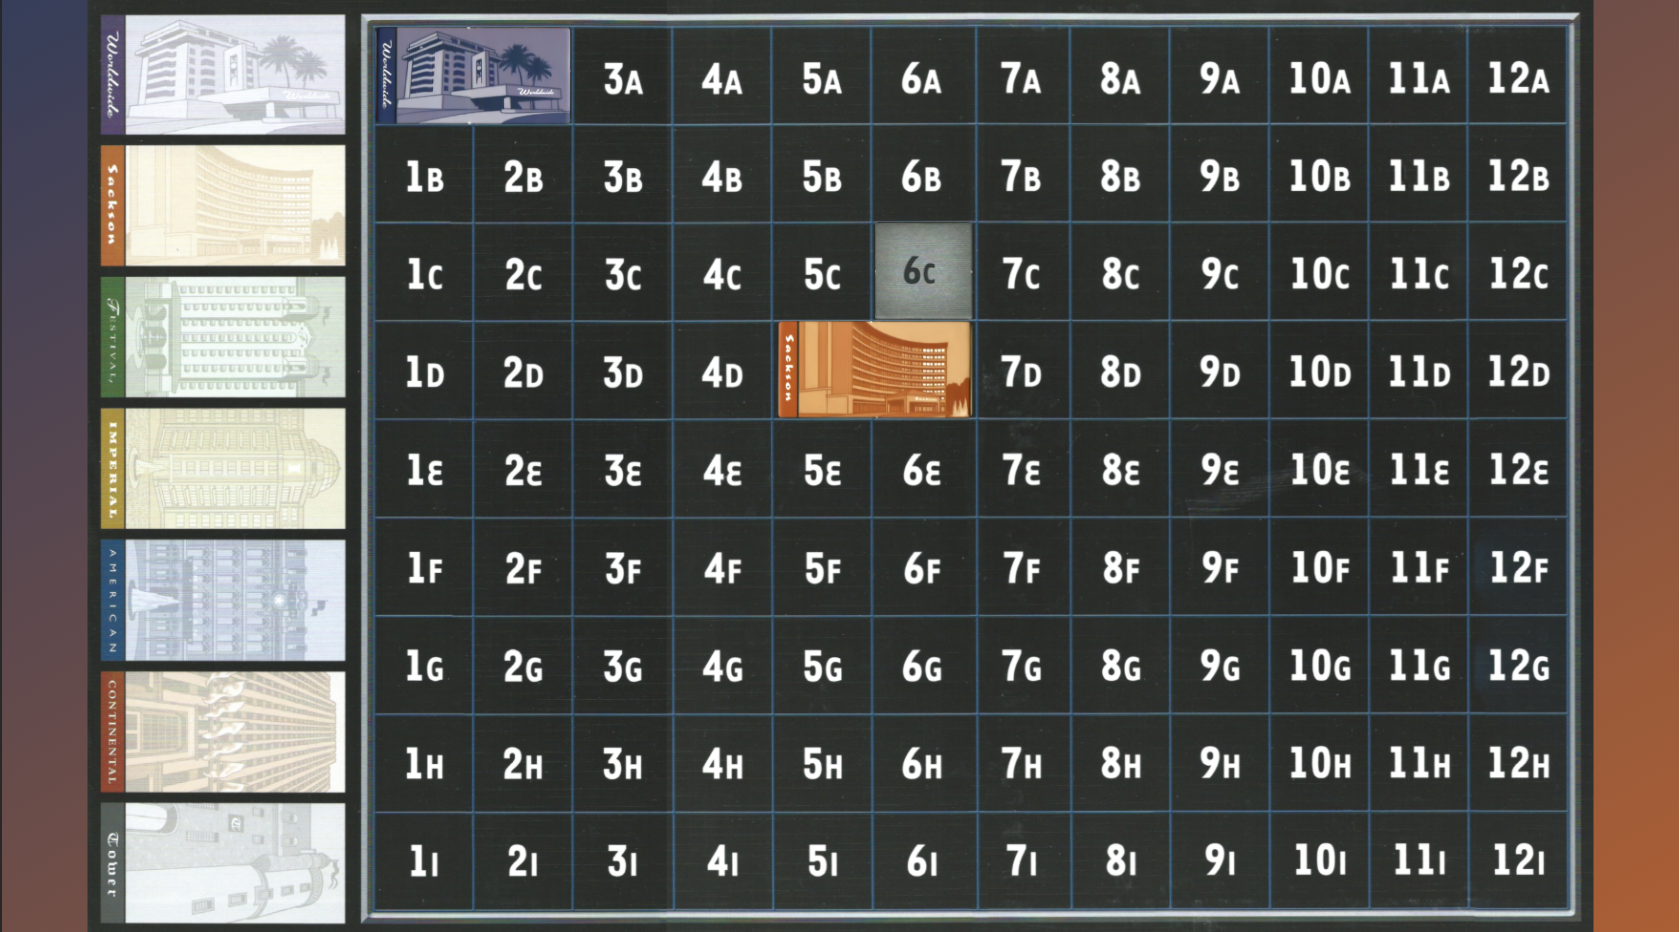 Worldwide
Worldwide
Worldwide
3A 4A 5A 6A 7A 8A 9A 10A 11A 12A
Sackson
1B 2B 3B 4B 5B 6B 7B 8B 9B 10B 11B 12B
1C 2C 3C 4C 5C 6C 7C 8C 9C 10C 11C 12C
FESTIVAL
1D 2D 3D 4D Sackson 7D 8D 9D 10D 11D 12D
IMPERIAL
1E 2E 3E 4E 5E 6E 7E 8E 9E 10E 11E 12E
AMERICAN
1F 2F 3F 4F 5F 6F 7F 8F 9F 10F 11F 12F
CONTINENTAL
1G 2G 3G 4G 5G 6G 7G 8G 9G 10G 11G 12G
1H 2H 3H 4H 5H 6H 7H 8H 9H 10H 11H 12H
Tower
1I 2I 3I 4I 5I 6I 7I 8I 9I 10I 11I 12I